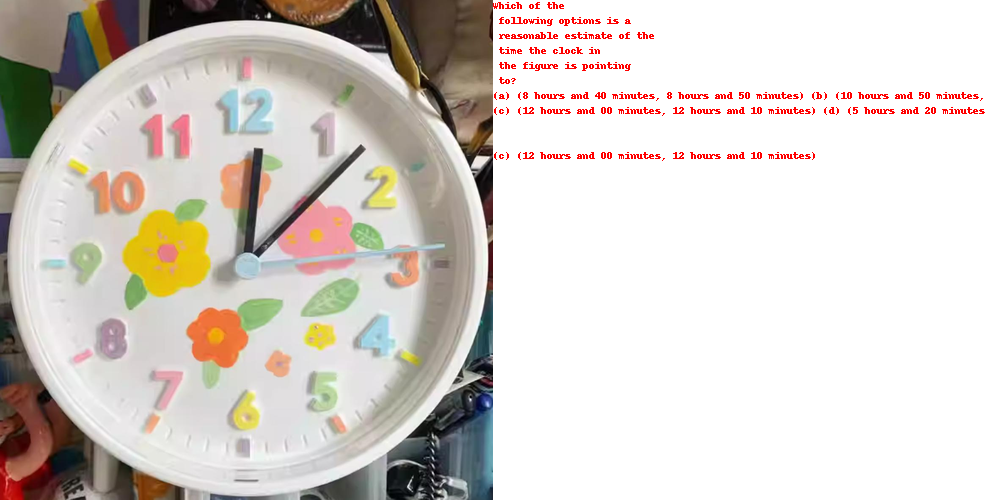 Which of the
following options is a
reasonable estimate of the
time the clock in
the figure is pointing
to?
(a) (8 hours and 40 minutes, 8 hours and 50 minutes) (b) (10 hours and 50 minutes,
(c) (12 hours and 00 minutes, 12 hours and 10 minutes) (d) (5 hours and 20 minutes
(c) (12 hours and 00 minutes, 12 hours and 10 minutes)
12
11
1
10
2
9
3
8
4
7
5
6